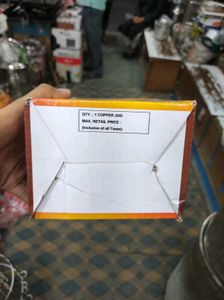 QTY. : 1 COPPER JUG
MAX. RETAIL PRICE :
(Inclusive of all Taxes)